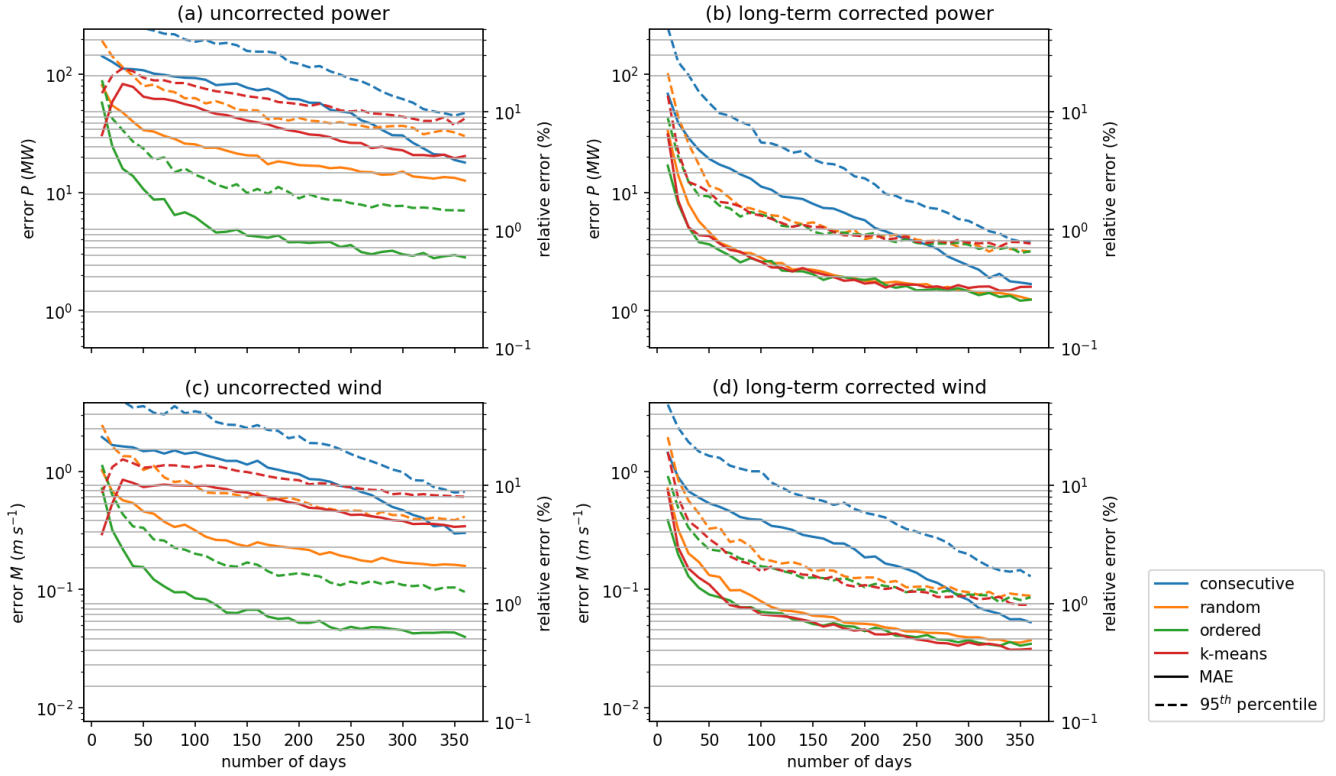 (a) uncorrected power
(b) long-term corrected power
error P (MW)
10² 10¹ 10⁰
relative error (%)
10¹ 10⁰ 10⁻¹
error P (MW)
10² 10¹ 10⁰
relative error (%)
10¹ 10⁰ 10⁻¹
(c) uncorrected wind
(d) long-term corrected wind
error M (m s⁻¹)
10⁰ 10⁻¹ 10⁻²
relative error (%)
10¹ 10⁰ 10⁻¹
error M (m s⁻¹)
10⁰ 10⁻¹ 10⁻²
relative error (%)
10¹ 10⁰ 10⁻¹
0 50 100 150 200 250 300 350
number of days
0 50 100 150 200 250 300 350
number of days
consecutive
random
ordered
k-means
MAE
95ᵗʰ percentile